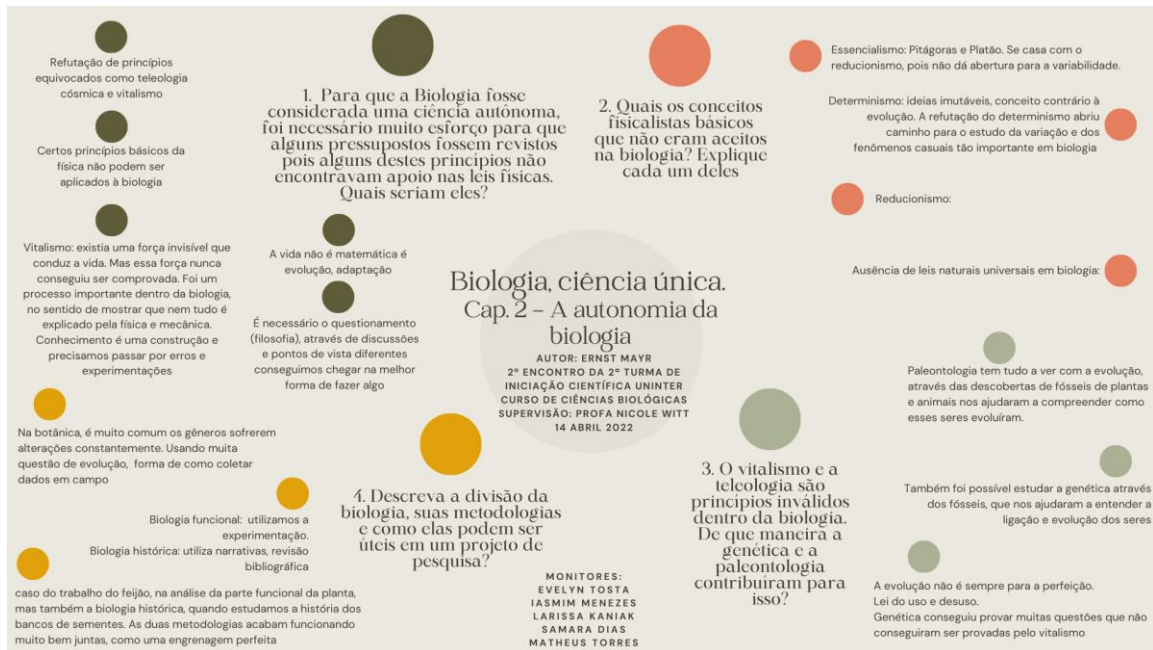 Refutação de princípios
equivocados como teleologia
cósmica e vitalismo
Certos princípios básicos da
física não podem ser
aplicados à biologia
Vitalismo: existia uma força invisível que
conduz a vida. Mas essa força nunca
conseguiu ser comprovada. Foi um
processo importante dentro da biologia,
no sentido de mostrar que nem tudo é
explicado pela física e mecânica.
Conhecimento é uma construção e
precisamos passar por erros e
experimentações
1. Para que a Biologia fosse
considerada uma ciência autônoma,
foi necessário muito esforço para que
alguns pressupostos fossem revistos
pois alguns destes princípios não
encontravam apoio nas leis físicas.
Quais seriam eles?
A vida não é matemática é
evolução, adaptação
É necessário o questionamento
(filosofia), através de discussões
e pontos de vista diferentes
conseguimos chegar na melhor
forma de fazer algo
2. Quais os conceitos
fisicalistas básicos
que não eram aceitos
na biologia? Explique
cada um deles
Essencialismo: Pitágoras e Platão. Se casa com o
reducionismo, pois não dá abertura para a variabilidade.
Determinismo: ideias imutáveis, conceito contrário à
evolução. A refutação do determinismo abriu
caminho para o estudo da variação e dos
fenômenos casuais tão importante em biologia
Reducionismo:
Ausência de leis naturais universais em biologia:
Biologia, ciência única.
Cap. 2 – A autonomia da
biologia
AUTOR: ERNST MAYR
2º ENCONTRO DA 2º TURMA DE
INICIAÇÃO CIENTÍFICA UNINTER
CURSO DE CIÊNCIAS BIOLÓGICAS
SUPERVISÃO: PROFA NICOLE WITT
14 ABRIL 2022
3. O vitalismo e a
teleologia são
princípios inválidos
dentro da biologia.
De que maneira a
genética e a
paleontologia
contribuíram para
isso?
Paleontologia tem tudo a ver com a evolução,
através das descobertas de fósseis de plantas
e animais nos ajudaram a compreender como
esses seres evoluíram.
Também foi possível estudar a genética através
dos fósseis, que nos ajudaram a entender a
ligação e evolução dos seres
A evolução não é sempre para a perfeição.
Lei do uso e desuso.
Genética conseguiu provar muitas questões que não
conseguiram ser provadas pelo vitalismo
4. Descreva a divisão da
biologia, suas metodologias
e como elas podem ser
úteis em um projeto de
pesquisa?
Na botânica, é muito comum os gêneros sofrerem
alterações constantemente. Usando muita
questão de evolução, forma de como coletar
dados em campo
Biologia funcional: utilizamos a
experimentação.
Biologia histórica: utiliza narrativas, revisão
bibliográfica
caso do trabalho do feijão, na análise da parte funcional da planta,
mas também a biologia histórica, quando estudamos a história dos
bancos de sementes. As duas metodologias acabam funcionando
muito bem juntas, como uma engrenagem perfeita
MONITORES:
EVELYN TOSTA
IASMIM MENEZES
LARISSA KANIAK
SAMARA DIAS
MATHEUS TORRES